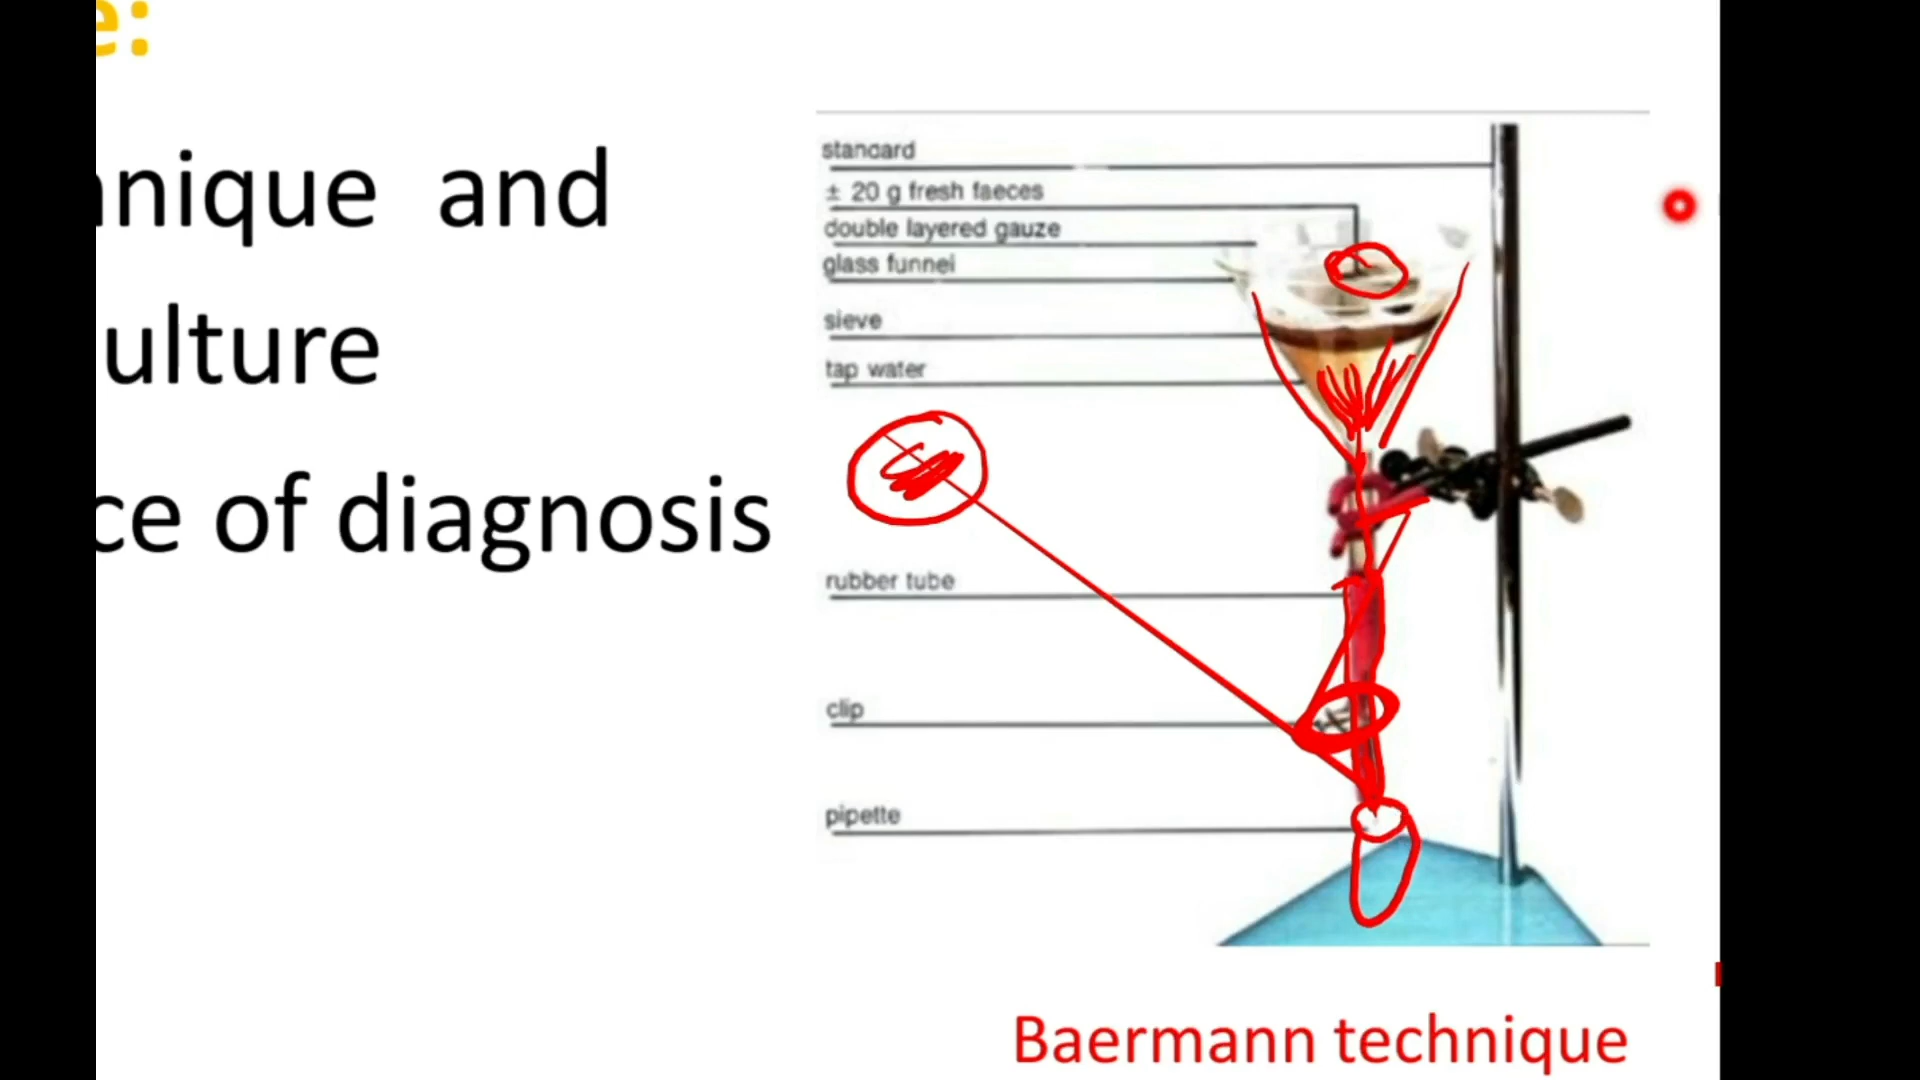 e:
hnique and
ulture
ce of diagnosis
standard
± 20 g fresh faeces
double layered gauze
glass funnel
sieve
tap water
rubber tube
clip
pipette
Baermann technique